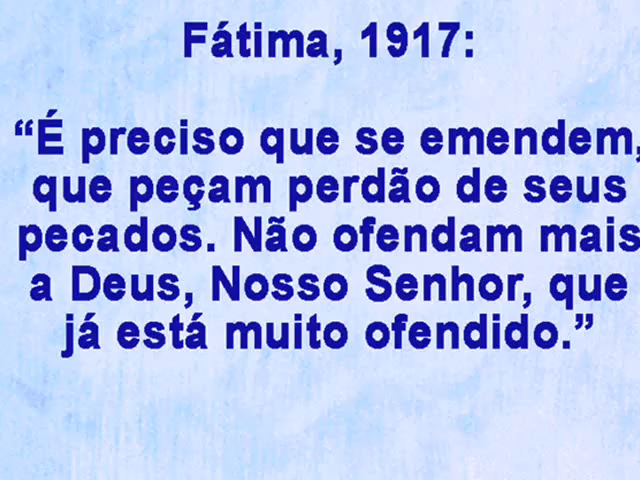 Fátima, 1917:
“É preciso que se emendem,
que peçam perdão de seus
pecados. Não ofendam mais
a Deus, Nosso Senhor, que
já está muito ofendido.”